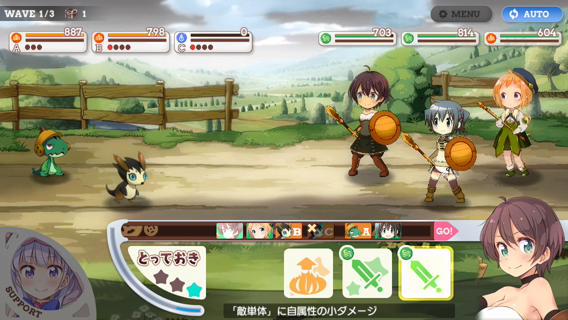 WAVE 1/3 1 MENU AUTO
887 798 0 703 814 604
A B C
B C A GO!
とっておき
SUPPORT
「敵単体」に自属性の小ダメージ